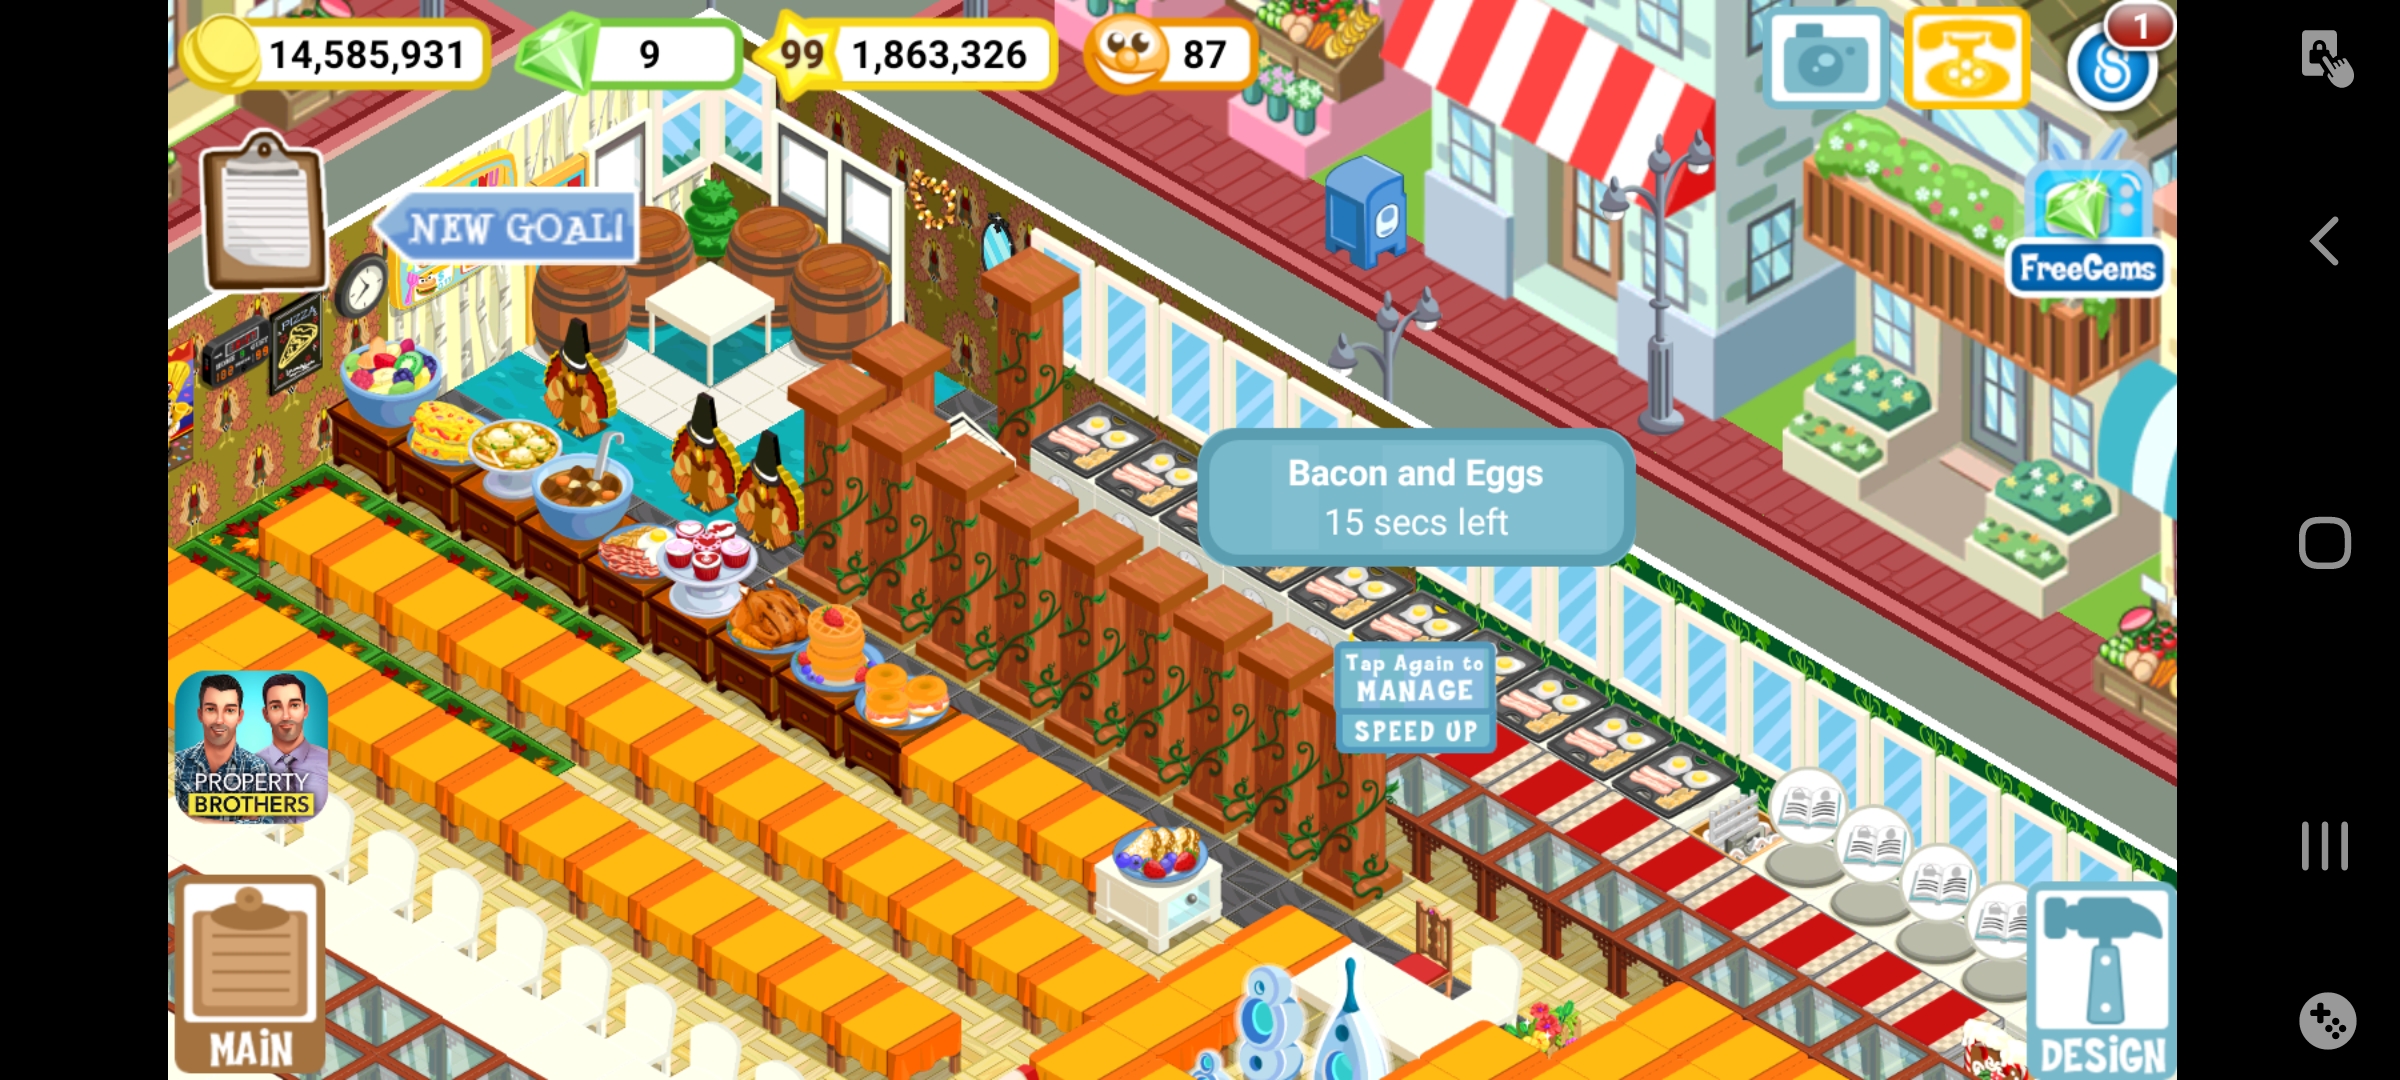 14,585,931
9
99
1,863,326
87
1
NEW GOAL!
FreeGems
PIZZA
Bacon and Eggs
15 secs left
Tap Again to
MANAGE
SPEED UP
PROPERTY
BROTHERS
MAIN
DESIGN